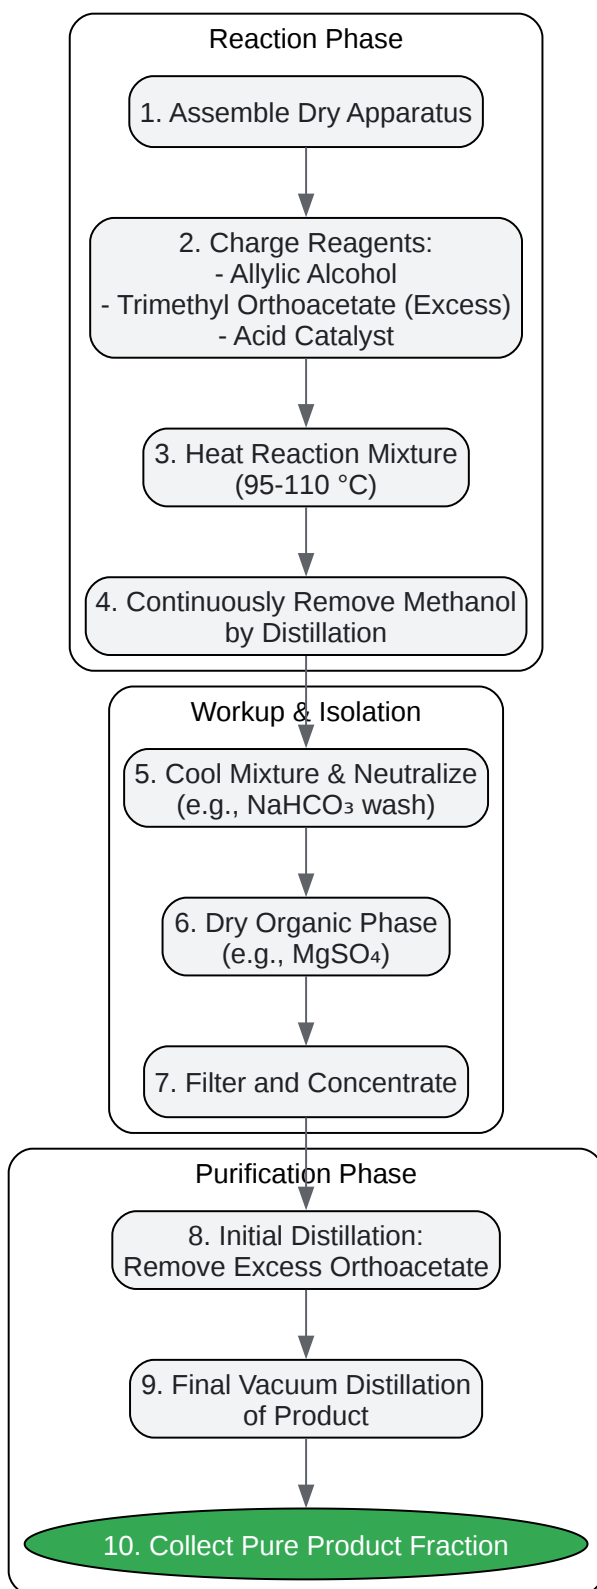 Reaction Phase
1. Assemble Dry Apparatus
2. Charge Reagents:
- Allylic Alcohol
- Trimethyl Orthoacetate (Excess)
- Acid Catalyst
3. Heat Reaction Mixture
(95-110 °C)
4. Continuously Remove Methanol
by Distillation
Workup & Isolation
5. Cool Mixture & Neutralize
(e.g., NaHCO₃ wash)
6. Dry Organic Phase
(e.g., MgSO₄)
7. Filter and Concentrate
Purification Phase
8. Initial Distillation:
Remove Excess Orthoacetate
9. Final Vacuum Distillation
of Product
10. Collect Pure Product Fraction